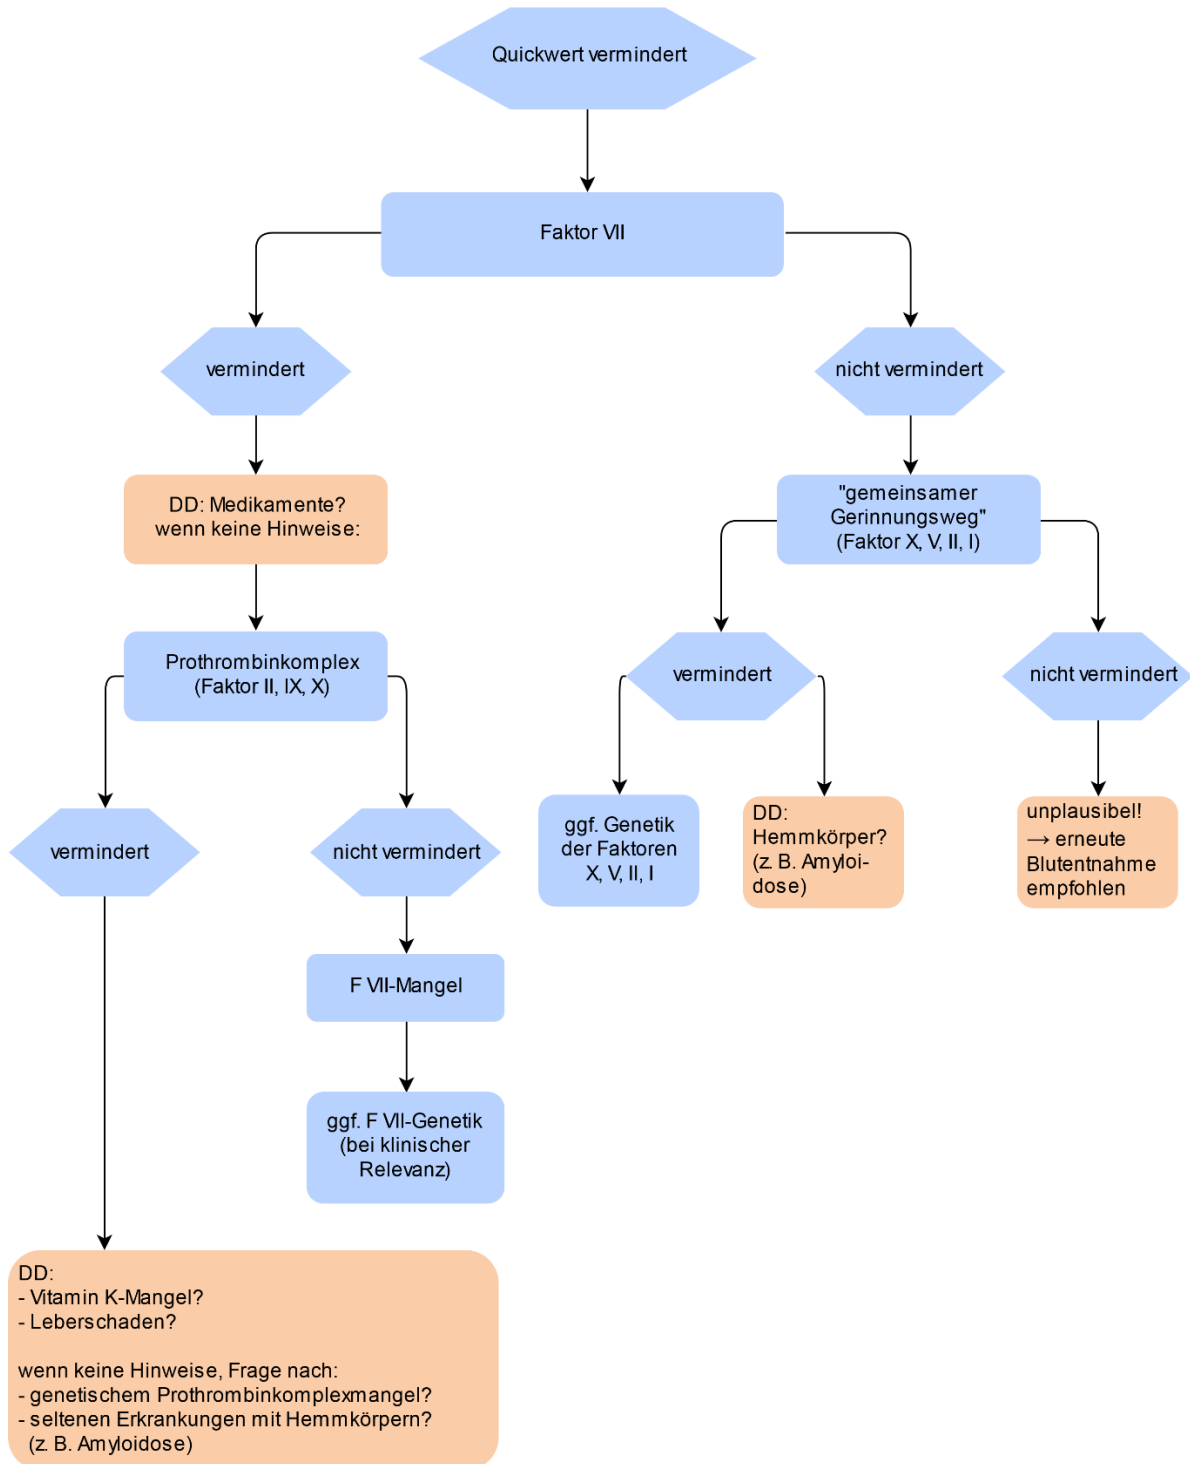 Quickwert vermindert
Faktor VII
vermindert
nicht vermindert
DD: Medikamente?
wenn keine Hinweise:
"gemeinsamer
Gerinnungsweg"
(Faktor X, V, II, I)
Prothrombinkomplex
(Faktor II, IX, X)
vermindert
nicht vermindert
vermindert
nicht vermindert
ggf. Genetik
der Faktoren
X, V, II, I
DD:
Hemmkörper?
(z. B. Amyloi-
dose)
unplausibel!
→ erneute
Blutentnahme
empfohlen
F VII-Mangel
ggf. F VII-Genetik
(bei klinischer
Relevanz)
DD:
- Vitamin K-Mangel?
- Leberschaden?
wenn keine Hinweise, Frage nach:
- genetischem Prothrombinkomplexmangel?
- seltenen Erkrankungen mit Hemmkörpern?
(z. B. Amyloidose)